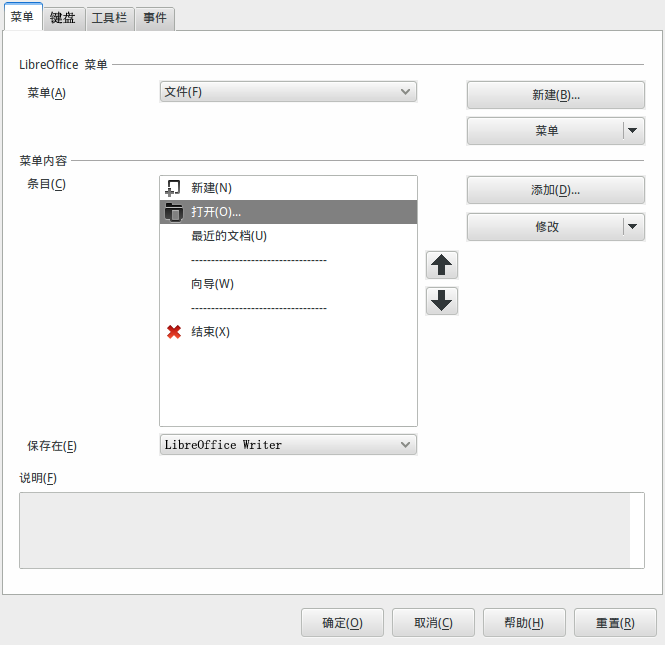 菜单 键盘 工具栏 事件
LibreOffice 菜单
菜单(A) 文件(F) 新建(B)...
菜单
菜单内容
条目(C) 新建(N) 添加(D)...
打开(O)...
修改
最近的文档(U)
----------------------------------
向导(W)
----------------------------------
结束(X)
保存在(E) LibreOffice Writer
说明(F)
确定(O) 取消(C) 帮助(H) 重置(R)